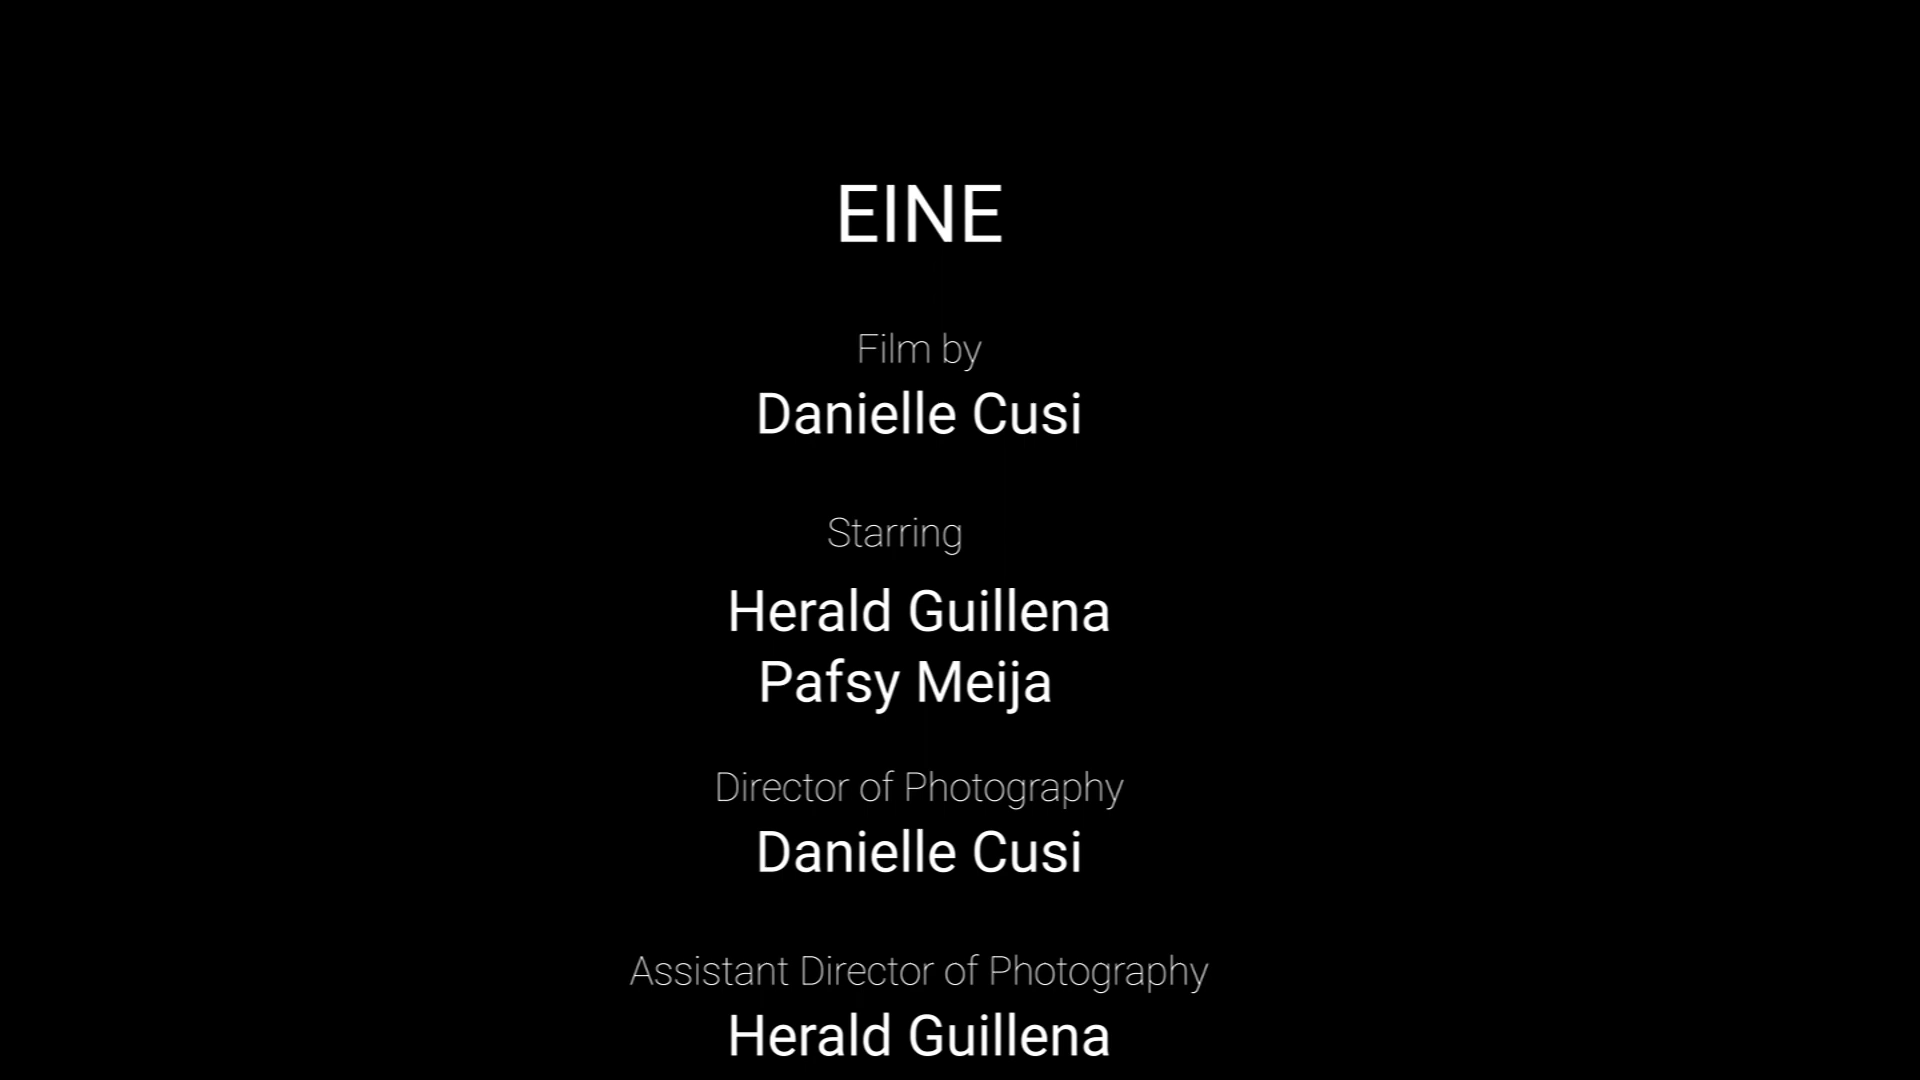 EINE
Film by
Danielle Cusi
Starring
Herald Guillena
Pafsy Meija
Director of Photography
Danielle Cusi
Assistant Director of Photography
Herald Guillena